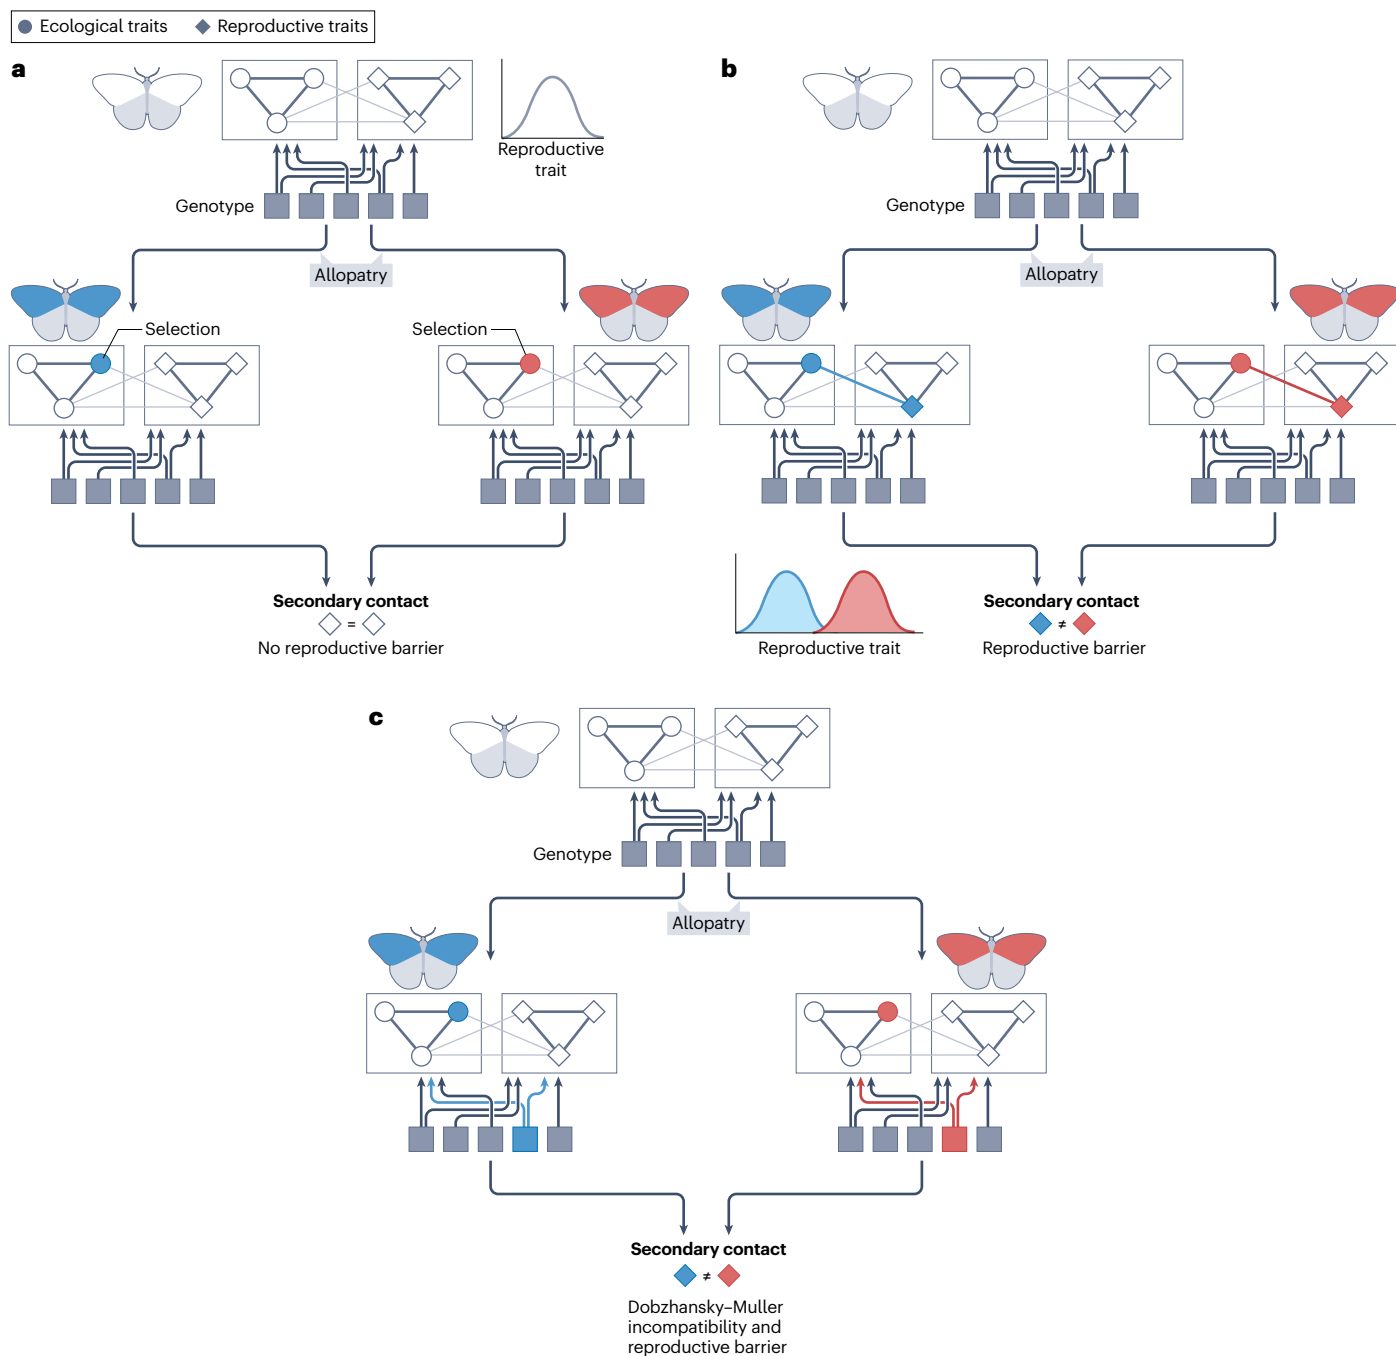 Ecological traits
Reproductive traits
a
Reproductive
trait
Genotype
Allopatry
Selection
Selection
Secondary contact
=
No reproductive barrier
b
Genotype
Allopatry
Reproductive trait
Secondary contact
≠
Reproductive barrier
c
Genotype
Allopatry
Secondary contact
≠
Dobzhansky–Muller
incompatibility and
reproductive barrier